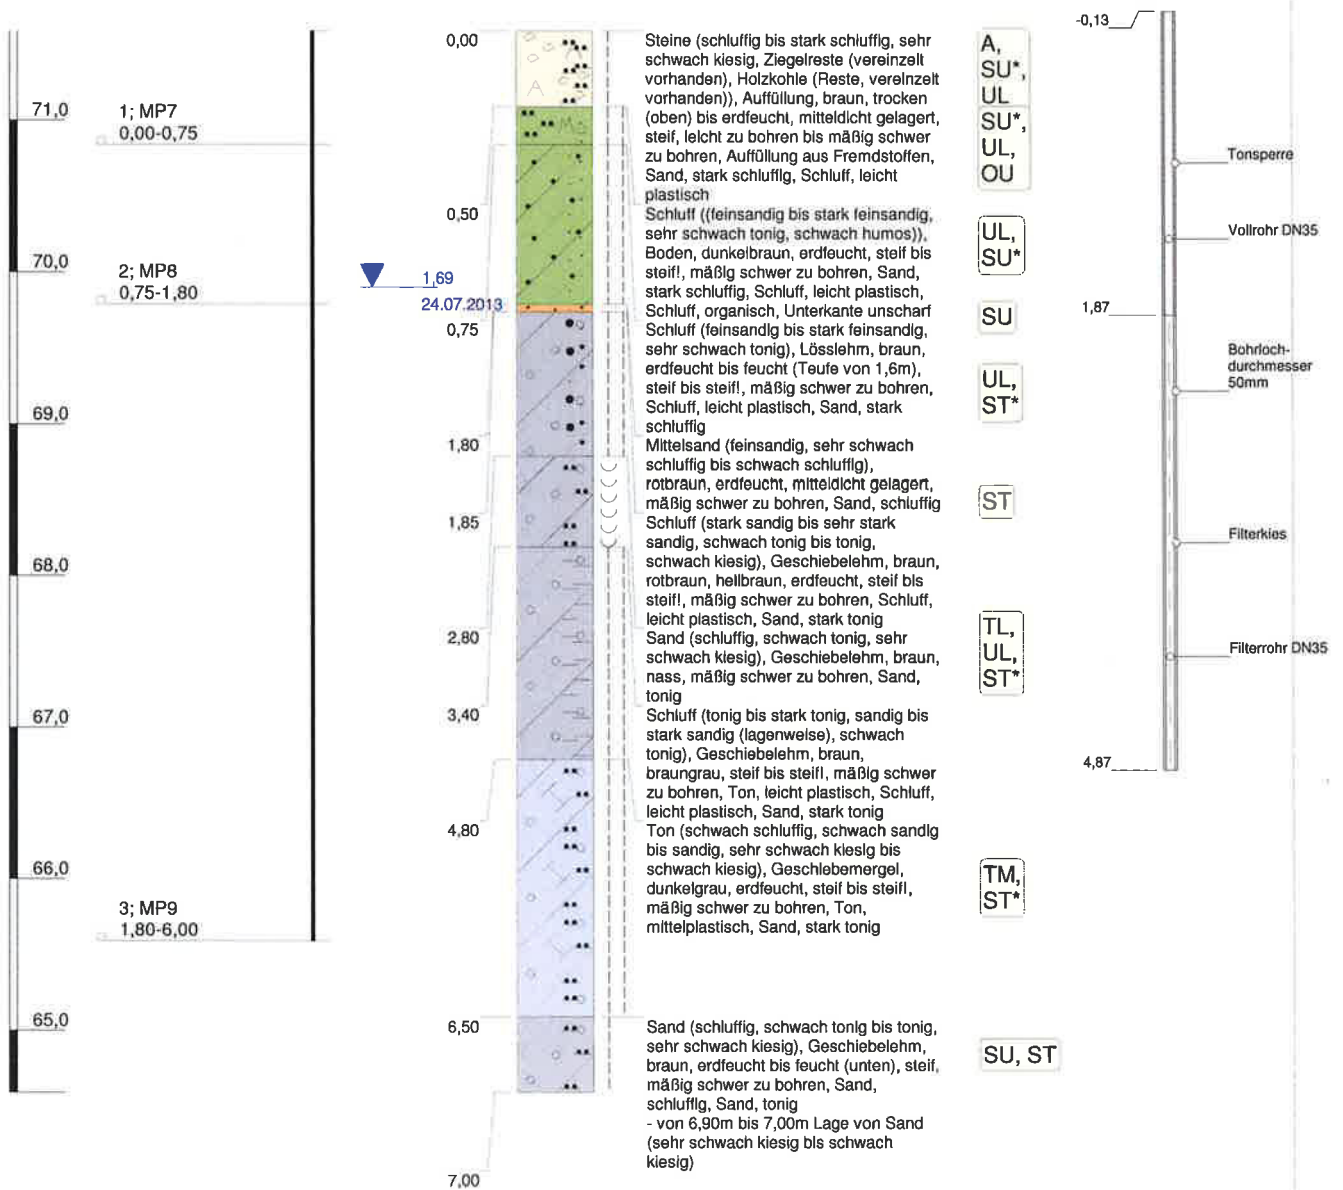 71,0
70,0
69,0
68,0
67,0
66,0
65,0
1; MP7
0,00-0,75
2; MP8
0,75-1,80
3; MP9
1,80-6,00
1,69
24.07.2013
0,00
0,50
0,75
1,80
1,85
2,80
3,40
4,80
6,50
7,00
A
Mu
Steine (schluffig bis stark schluffig, sehr
schwach kiesig, Ziegelreste (vereinzelt
vorhanden), Holzkohle (Reste, vereinzelt
vorhanden)), Auffüllung, braun, trocken
(oben) bis erdfeucht, mitteldicht gelagert,
steif, leicht zu bohren bis mäßig schwer
zu bohren, Auffüllung aus Fremdstoffen,
Sand, stark schluffig, Schluff, leicht
plastisch
Schluff ((feinsandig bis stark feinsandig,
sehr schwach tonig, schwach humos)),
Boden, dunkelbraun, erdfeucht, steif bis
steif!, mäßig schwer zu bohren, Sand,
stark schluffig, Schluff, leicht plastisch,
Schluff, organisch, Unterkante unscharf
Schluff (feinsandig bis stark feinsandig,
sehr schwach tonig), Lösslehm, braun,
erdfeucht bis feucht (Teufe von 1,6m),
steif bis steif!, mäßig schwer zu bohren,
Schluff, leicht plastisch, Sand, stark
schluffig
Mittelsand (feinsandig, sehr schwach
schluffig bis schwach schluffig),
rotbraun, erdfeucht, mitteldicht gelagert,
mäßig schwer zu bohren, Sand, schluffig
Schluff (stark sandig bis sehr stark
sandig, schwach tonig bis tonig,
schwach kiesig), Geschiebelehm, braun,
rotbraun, hellbraun, erdfeucht, steif bis
steif!, mäßig schwer zu bohren, Schluff,
leicht plastisch, Sand, stark tonig
Sand (schluffig, schwach tonig, sehr
schwach kiesig), Geschiebelehm, braun,
nass, mäßig schwer zu bohren, Sand,
tonig
Schluff (tonig bis stark tonig, sandig bis
stark sandig (lagenweise), schwach
tonig), Geschiebelehm, braun,
braungrau, steif bis steif!, mäßig schwer
zu bohren, Ton, leicht plastisch, Schluff,
leicht plastisch, Sand, stark tonig
Ton (schwach schluffig, schwach sandig
bis sandig, sehr schwach kiesig bis
schwach kiesig), Geschiebemergel,
dunkelgrau, erdfeucht, steif bis steif!,
mäßig schwer zu bohren, Ton,
mittelplastisch, Sand, stark tonig
Sand (schluffig, schwach tonig bis tonig,
sehr schwach kiesig), Geschiebelehm,
braun, erdfeucht bis feucht (unten), steif,
mäßig schwer zu bohren, Sand,
schluffig, Sand, tonig
- von 6,90m bis 7,00m Lage von Sand
(sehr schwach kiesig bis schwach
kiesig)
A,
SU*,
UL
SU*,
UL,
OU
UL,
SU*
SU
UL,
ST*
ST
TL,
UL,
ST*
TM,
ST*
SU, ST
-0,13
1,87
4,87
Tonsperre
Vollrohr DN35
Bohrloch-
durchmesser
50mm
Filterkies
Filterrohr DN35